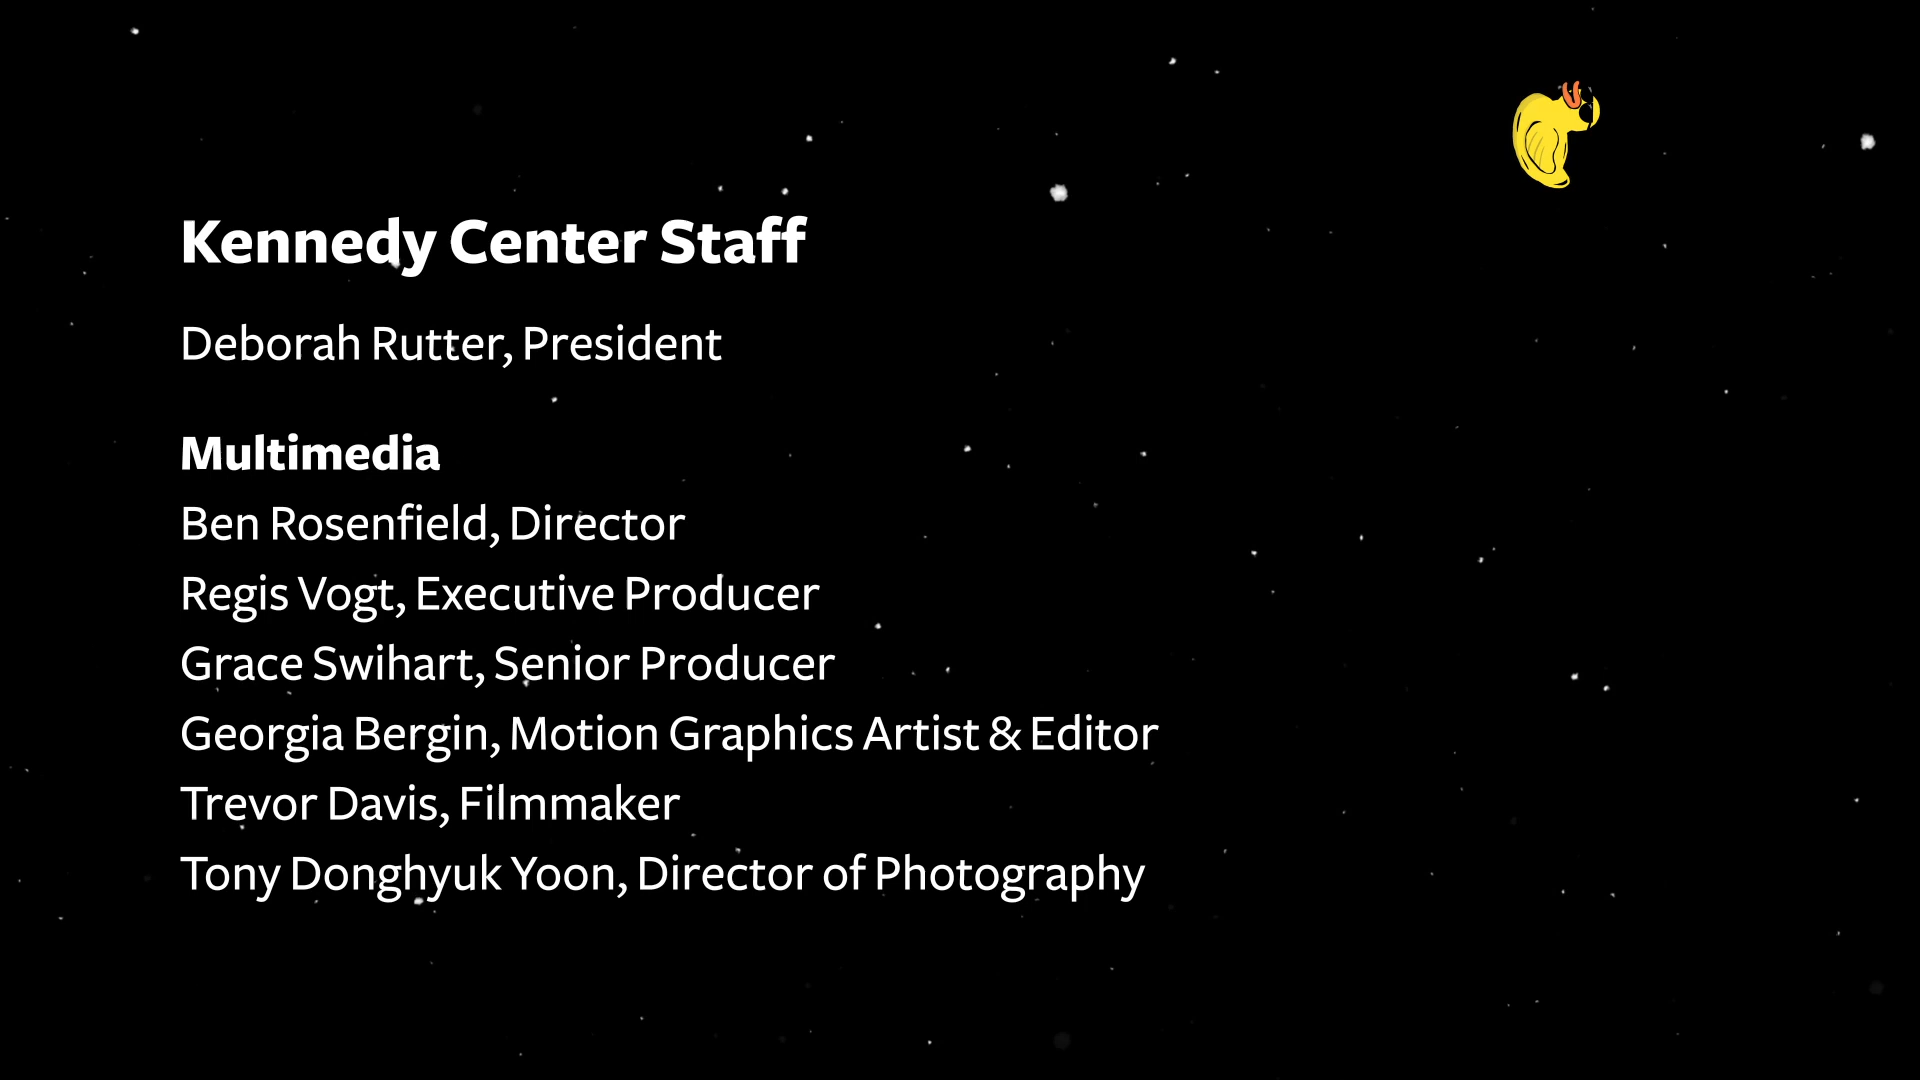 Kennedy Center Staff
Deborah Rutter, President
Multimedia
Ben Rosenfield, Director
Regis Vogt, Executive Producer
Grace Swihart, Senior Producer
Georgia Bergin, Motion Graphics Artist & Editor
Trevor Davis, Filmmaker
Tony Donghyuk Yoon, Director of Photography